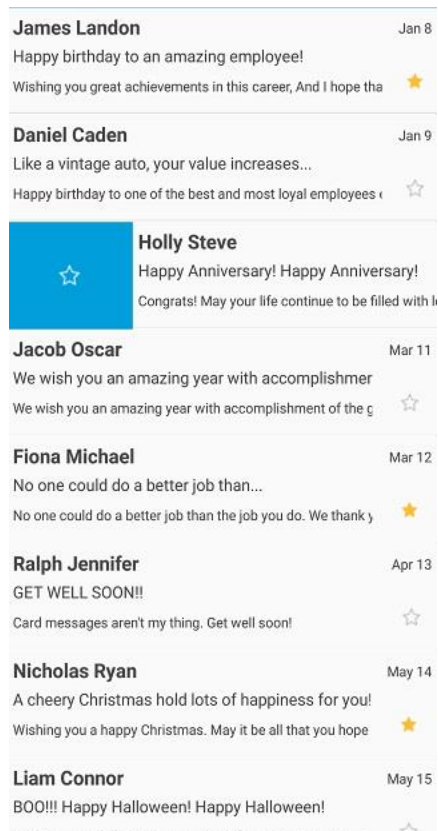 James Landon
Jan 8
Happy birthday to an amazing employee!
Wishing you great achievements in this career, And I hope tha
Daniel Caden
Jan 9
Like a vintage auto, your value increases...
Happy birthday to one of the best and most loyal employees
Holly Steve
Happy Anniversary! Happy Anniversary!
Congrats! May your life continue to be filled with
Jacob Oscar
Mar 11
We wish you an amazing year with accomplishmer
We wish you an amazing year with accomplishment of the g
Fiona Michael
Mar 12
No one could do a better job than...
No one could do a better job than the job you do. We thank
Ralph Jennifer
Apr 13
GET WELL SOON!!
Card messages aren't my thing. Get well soon!
Nicholas Ryan
May 14
A cheery Christmas hold lots of happiness for you!
Wishing you a happy Christmas. May it be all that you hope
Liam Connor
May 15
BOO!!! Happy Halloween! Happy Halloween!